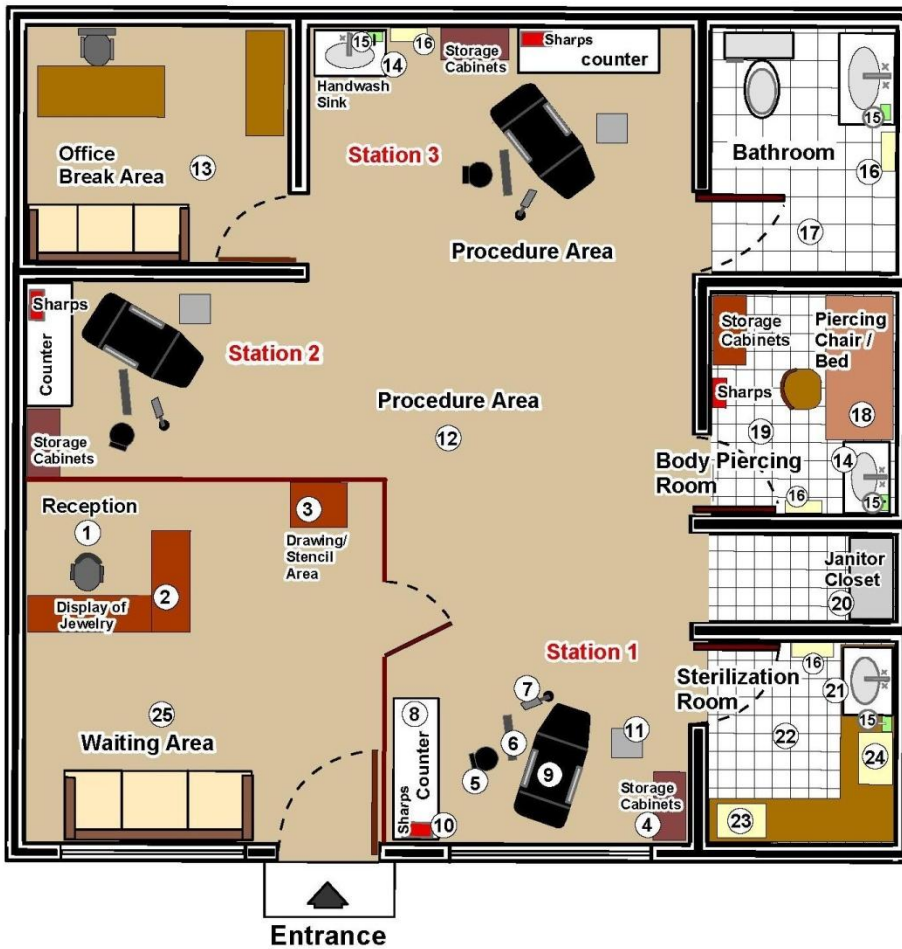 15
16
Storage
Cabinets
Sharps
counter
14
Handwash
Sink
Office
Break Area
13
Station 3
Bathroom
15
16
17
Procedure Area
Sharps
Counter
Station 2
Storage
Cabinets
Procedure Area
12
Storage
Cabinets
Piercing
Chair /
Bed
Sharps
18
19
14
Body Piercing
Room
16
15
Reception
1
3
Drawing/
Stencil
Area
2
Display of
Jewelry
Janitor
Closet
20
Station 1
Sterilization
Room
16
21
15
22
24
23
7
8
6
11
5
9
Counter
Sharps
10
Storage
Cabinets
4
25
Waiting Area
Entrance